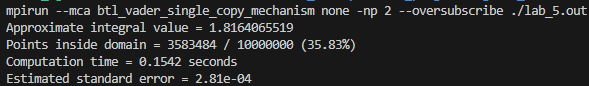 mpirun --mca btl_vader_single_copy_mechanism none -np 2 --oversubscribe ./lab_5.out
Approximate integral value = 1.8164065519
Points inside domain = 3583484 / 10000000 (35.83%)
Computation time = 0.1542 seconds
Estimated standard error = 2.81e-04